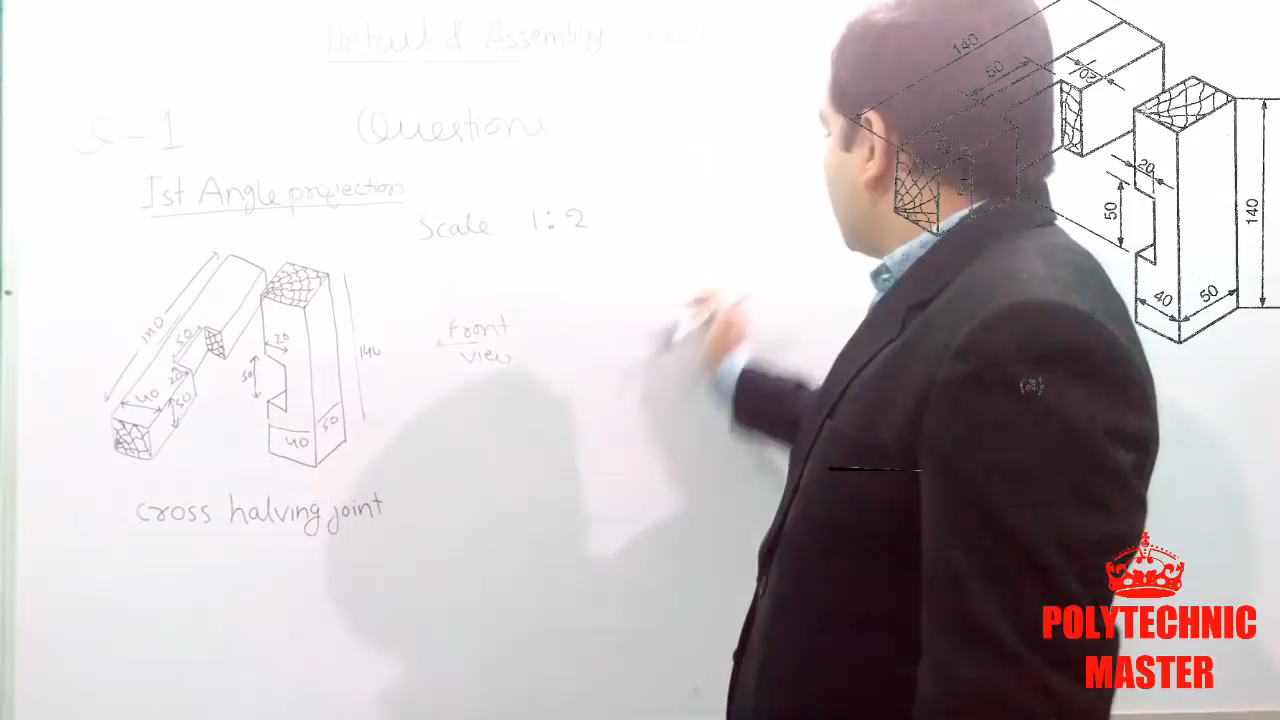 Detail & Assembly
Q-1
Question
Ist Angle projection
Scale 1:2
140
50
20
40
50
20
50
140
40
50
Front
view
cross halving joint
140
50
20
20
50
140
40
50
(a)
POLYTECHNIC
MASTER